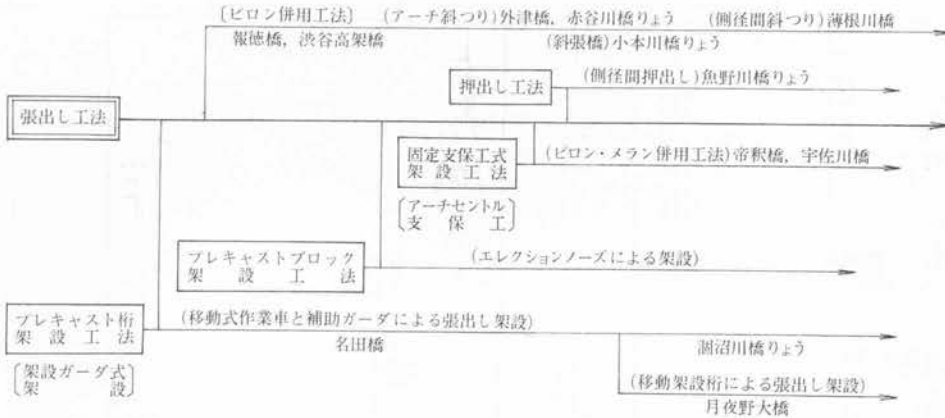 〔ピロン併用工法〕 (アーチ斜つり)外津橋，赤谷川橋りょう (側径間斜つり)薄根川橋
報徳橋，渋谷高架橋 (斜張橋)小本川橋りょう
押出し工法 (側径間押出し)魚野川橋りょう
張出し工法
固定支保工式
架設工法
(ピロン・メラン併用工法)帝釈橋，宇佐川橋
〔アーチセントル
支保工〕
プレキャストブロック
架設工法
(エレクションノーズによる架設)
プレキャスト桁
架設工法
(移動式作業車と補助ガーダによる張出し架設)
名田橋 涸沼川橋りょう
〔架設ガーダ式
架設〕
(移動架設桁による張出し架設)
月夜野大橋